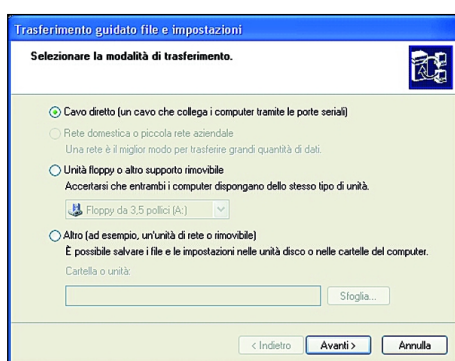 Trasferimento guidato file e impostazioni
Selezionare la modalità di trasferimento.
Cavo diretto (un cavo che collega i computer tramite le porte seriali)
Rete domestica o piccola rete aziendale
Una rete è il miglior modo per trasferire grandi quantità di dati.
Unità floppy o altro supporto rimovibile
Accertarsi che entrambi i computer dispongano dello stesso tipo di unità.
Floppy da 3,5 pollici (A:)
Altro (ad esempio, un'unità di rete o rimovibile)
È possibile salvare i file e le impostazioni nelle unità disco o nelle cartelle del computer.
Cartella o unità:
Sfoglia...
< Indietro Avanti > Annulla